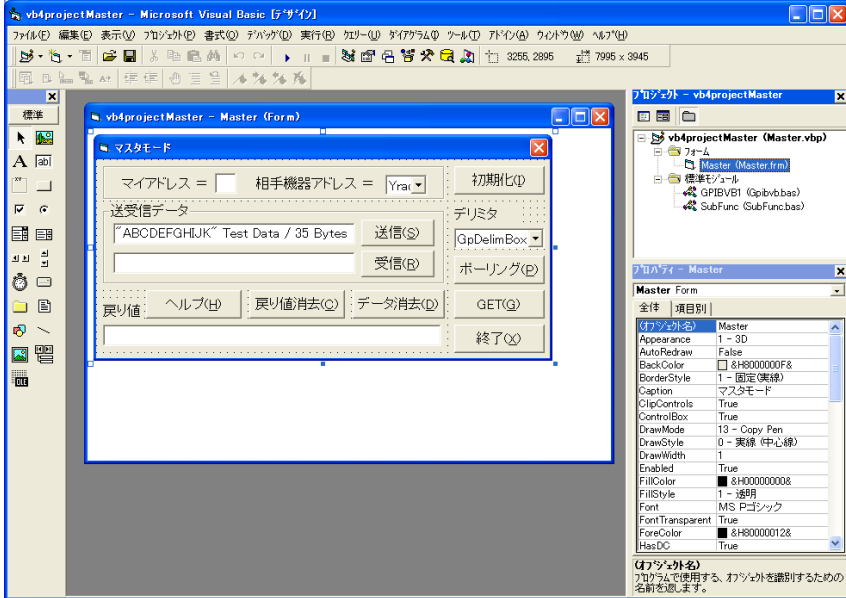 vb4projectMaster - Microsoft Visual Basic [ﾃﾞｻﾞｲﾝ]
ﾌｧｲﾙ(F) 編集(E) 表示(V) ﾌﾟﾛｼﾞｪｸﾄ(P) 書式(O) ﾃﾞﾊﾞｯｸﾞ(D) 実行(R) ｸｴﾘｰ(U) ﾀﾞｲｱｸﾞﾗﾑ(I) ﾂｰﾙ(T) ｱﾄﾞｲﾝ(A) ｳｨﾝﾄﾞｳ(W) ﾍﾙﾌﾟ(H)
3255, 2895 7995 x 3945
標準
vb4projectMaster - Master (Form)
マスタモード
マイアドレス =
相手機器アドレス =
初期化(I)
送受信データ
"ABCDEFGHIJK" Test Data / 35 Bytes
送信(S)
受信(R)
デリミタ
GpDelimBox
ポーリング(P)
戻り値
ヘルプ(H)
戻り値消去(C)
データ消去(D)
GET(G)
終了(X)
ﾌﾟﾛｼﾞｪｸﾄ - vb4projectMaster
vb4projectMaster (Master.vbp)
ﾌｫｰﾑ
Master (Master.frm)
標準ﾓｼﾞｭｰﾙ
GPIBVB1 (Gpibvb.bas)
SubFunc (SubFunc.bas)
ﾌﾟﾛﾊﾟﾃｨ - Master
Master Form
全体 項目別
(ｵﾌﾞｼﾞｪｸﾄ名) Master
Appearance 1 - 3D
AutoRedraw False
BackColor &H8000000F&
BorderStyle 1 - 固定(実線)
Caption マスタモード
ClipControls True
ControlBox True
DrawMode 13 - Copy Pen
DrawStyle 0 - 実線 (中心線)
DrawWidth 1
Enabled True
FillColor &H00000000&
FillStyle 1 - 透明
Font MS Pゴシック
FontTransparent True
ForeColor &H80000012&
HasDC True
(ｵﾌﾞｼﾞｪｸﾄ名)
ﾌﾟﾛｸﾞﾗﾑで使用する、ｵﾌﾞｼﾞｪｸﾄを識別するための
名前を返します。